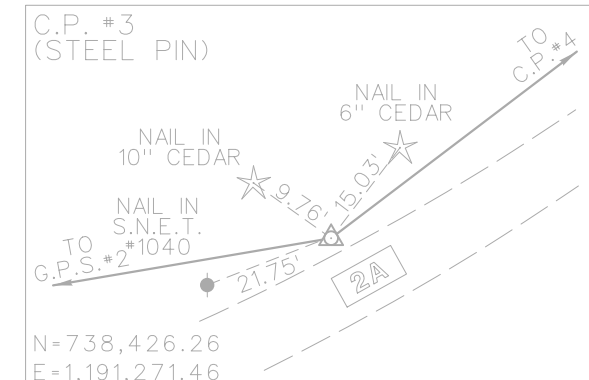 C.P. #3
(STEEL PIN)
TO
C.P.#4
NAIL IN
6" CEDAR
NAIL IN
10" CEDAR
9.76'
15.03'
NAIL IN
S.N.E.T.
#1040
TO
G.P.S.#2
21.75'
2A
N=738,426.26
E=1,191,271.46